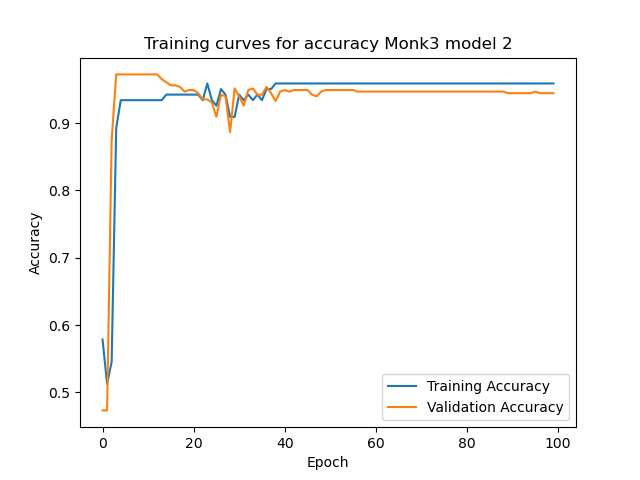 Training curves for accuracy Monk3 model 2
Accuracy
0.9
0.8
0.7
0.6
0.5
0
20
40
60
80
100
Epoch
Training Accuracy
Validation Accuracy